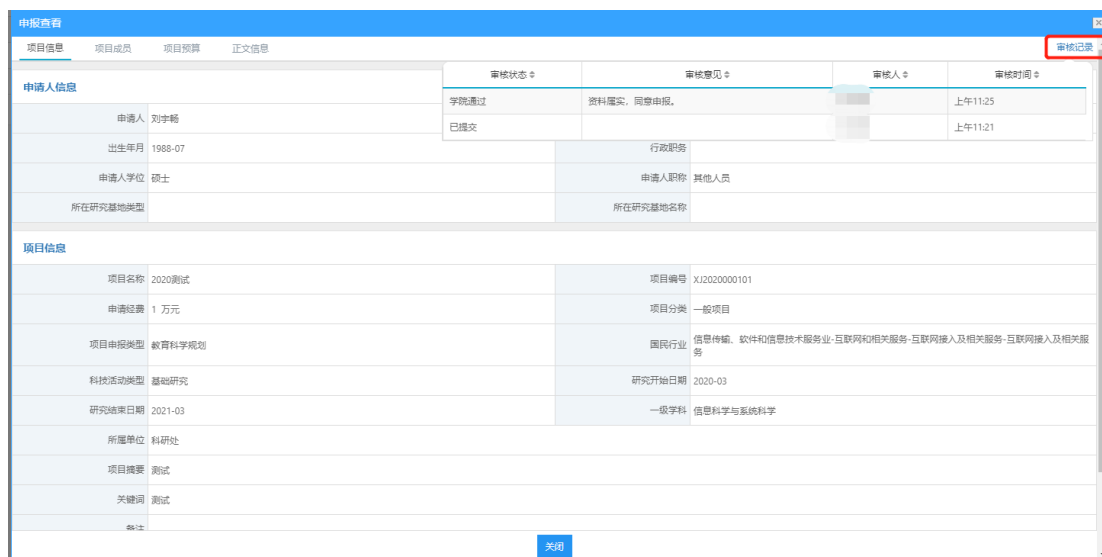 申报查看
项目信息 项目成员 项目预算 正文信息 审核记录
审核状态 审核意见 审核人 审核时间
学院通过 资料属实，同意申报。 上午11:25
已提交 上午11:21
申请人信息
申请人 刘宇畅
出生年月 1988-07 行政职务
申请人学位 硕士 申请人职称 其他人员
所在研究基地类型 所在研究基地名称
项目信息
项目名称 2020测试 项目编号 XJ2020000101
申请经费 1 万元 项目分类 一般项目
项目申报类型 教育科学规划 国民行业 信息传输、软件和信息技术服务业-互联网和相关服务-互联网接入及相关服务-互联网接入及相关服
务
科技活动类型 基础研究 研究开始日期 2020-03
研究结束日期 2021-03 一级学科 信息科学与系统科学
所属单位 科研处
项目摘要 测试
关键词 测试
备注
关闭